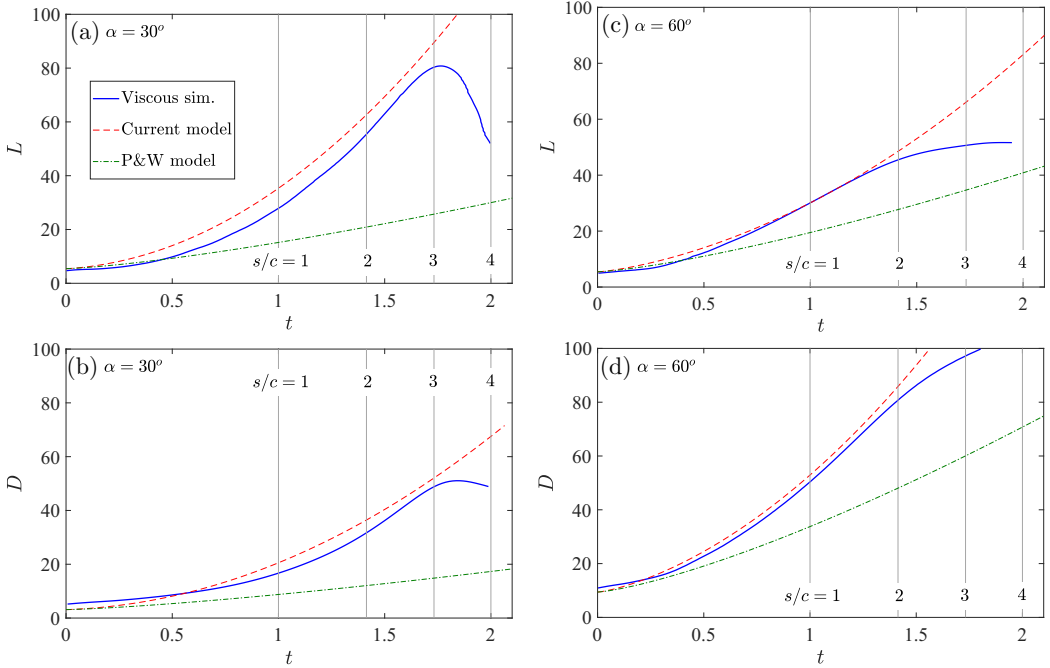 (a) α = 30°
100
80
60
40
20
0
L
Viscous sim.
Current model
P&W model
s/c = 1 2 3 4
0 0.5 1 1.5 2
t
(c) α = 60°
100
80
60
40
20
0
L
s/c = 1 2 3 4
0 0.5 1 1.5 2
t
(b) α = 30°
100
80
60
40
20
0
D
s/c = 1 2 3 4
0 0.5 1 1.5 2
t
(d) α = 60°
100
80
60
40
20
0
D
s/c = 1 2 3 4
0 0.5 1 1.5 2
t